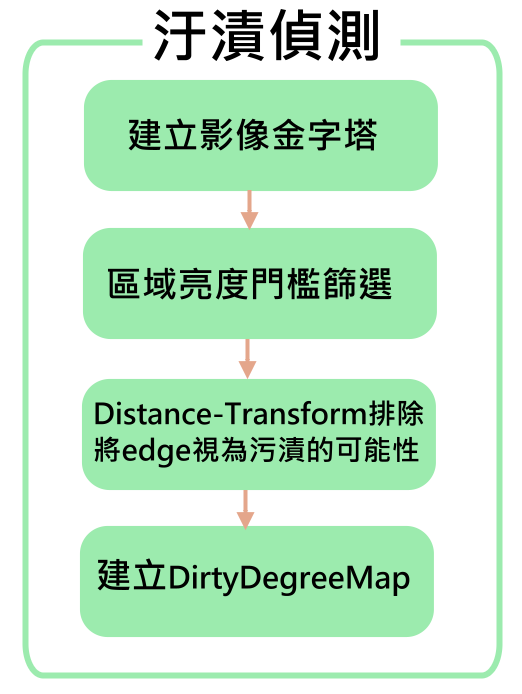 汙漬偵測
建立影像金字塔
區域亮度門檻篩選
Distance-Transform排除
將edge視為污漬的可能性
建立DirtyDegreeMap